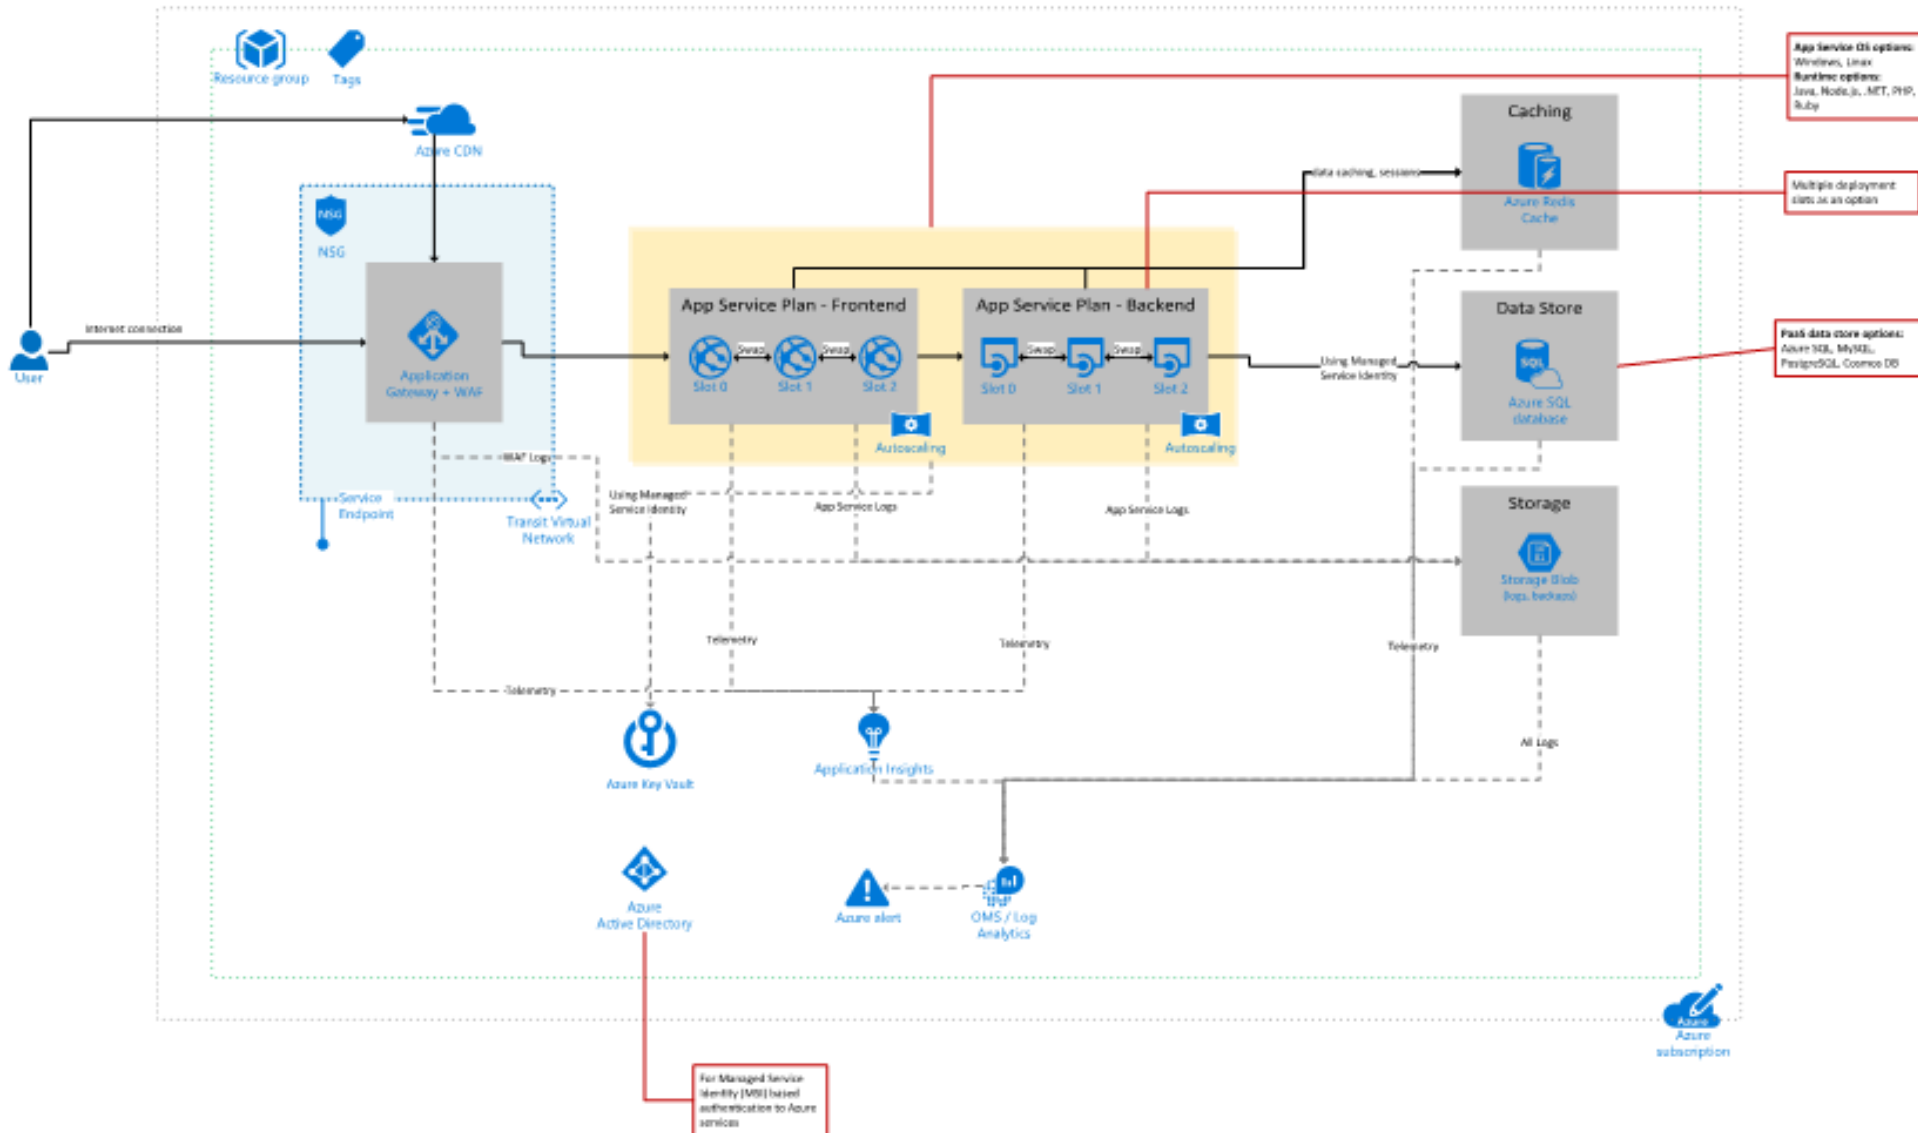 Resource group
Tags
App Service OS options:
Windows, Linux
Runtime options:
Java, Node.js, .NET, PHP,
Ruby
Caching
Azure CDN
data caching, sessions
Multiple deployment
slots as an option
Azure Redis
Cache
NSG
NSG
App Service Plan - Frontend
App Service Plan - Backend
Data Store
Internet connection
Swap
Swap
Swap
Swap
PaaS data store options:
Azure SQL, MySQL,
PostgreSQL, Cosmos DB
User
Application
Gateway + WAF
Slot 0
Slot 1
Slot 2
Slot 0
Slot 1
Slot 2
Using Managed
Service Identity
SQL
Azure SQL
database
Autoscaling
Autoscaling
WAF Logs
Service
Endpoint
Transit Virtual
Network
Using Managed
Service Identity
App Service Logs
App Service Logs
Storage
Storage Blob
(logs, backups)
Telemetry
Telemetry
Telemetry
Telemetry
All Logs
Azure Key Vault
Application Insights
Azure
Active Directory
Azure alert
OMS / Log
Analytics
Azure
Azure
subscription
For Managed Service
Identity (MSI) based
authentication to Azure
services